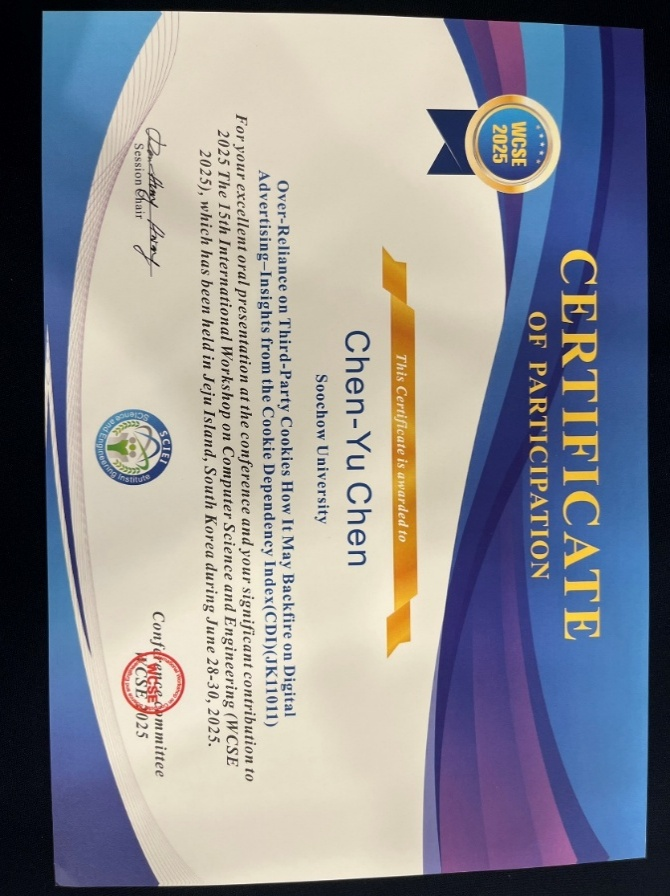 WCSE
2025
CERTIFICATE
OF PARTICIPATION
This Certificate is awarded to
Chen-Yu Chen
Soochow University
Over-Reliance on Third-Party Cookies How It May Backfire on Digital
Advertising–Insights from the Cookie Dependency Index(CDI)(JK11011)
For your excellent oral presentation at the conference and your significant contribution to
2025 The 15th International Workshop on Computer Science and Engineering (WCSE
2025), which has been held in Jeju Island, South Korea during June 28-30, 2025.
Session Chair
SCIEI
Science and Engineering Institute
Conference Committee
WCSE 2025
WCSE